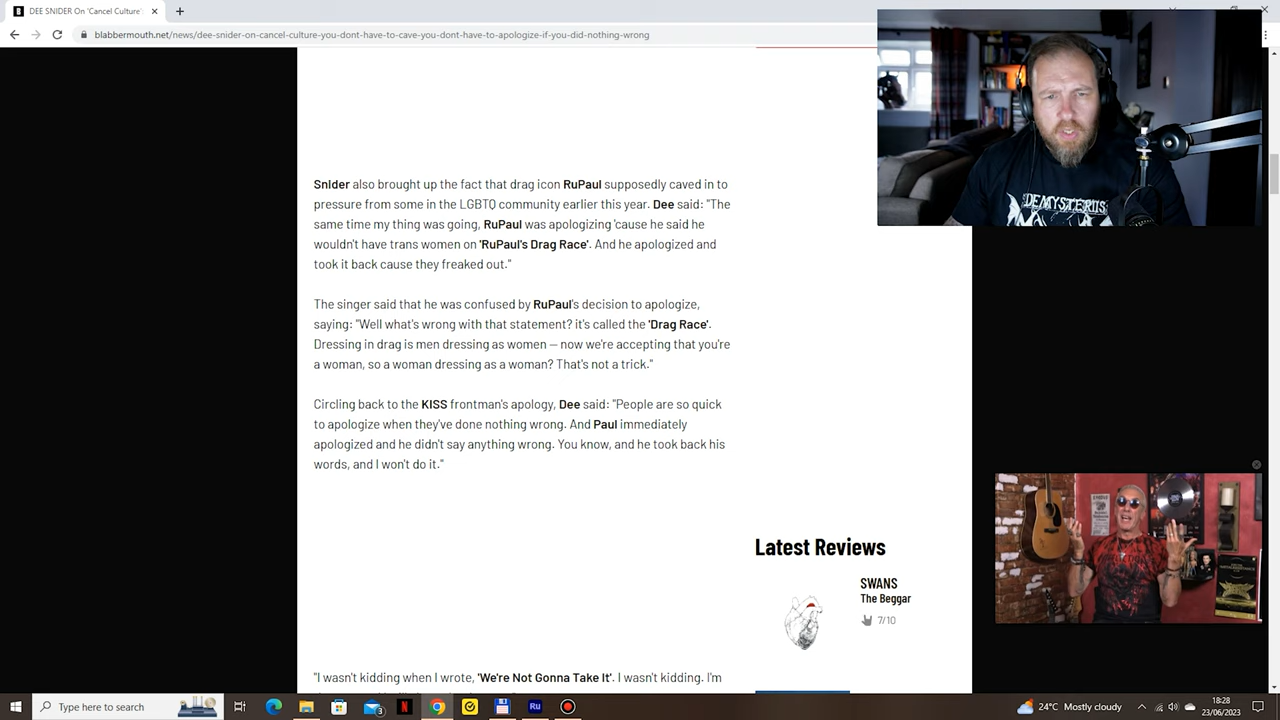 DEE SNIDER On 'Cancel Culture':
blabbermouth.net/news/dee-snider-on-cancel-culture-you-dont-have-to-cave-you-dont-have-to-apologize-if-you-did-nothing-wrong
Snider also brought up the fact that drag icon RuPaul supposedly caved in to
pressure from some in the LGBTQ community earlier this year. Dee said: "The
same time my thing was going, RuPaul was apologizing 'cause he said he
wouldn't have trans women on 'RuPaul's Drag Race'. And he apologized and
took it back cause they freaked out."
The singer said that he was confused by RuPaul's decision to apologize,
saying: "Well what's wrong with that statement? it's called the 'Drag Race'.
Dressing in drag is men dressing as women — now we're accepting that you're
a woman, so a woman dressing as a woman? That's not a trick."
Circling back to the KISS frontman's apology, Dee said: "People are so quick
to apologize when they've done nothing wrong. And Paul immediately
apologized and he didn't say anything wrong. You know, and he took back his
words, and I won't do it."
"I wasn't kidding when I wrote, 'We're Not Gonna Take It'. I wasn't kidding. I'm
DEMYSTERIIS
Latest Reviews
SWANS
The Beggar
7/10
Type here to search
3
Ru
24°C Mostly cloudy
18:28
23/06/2023